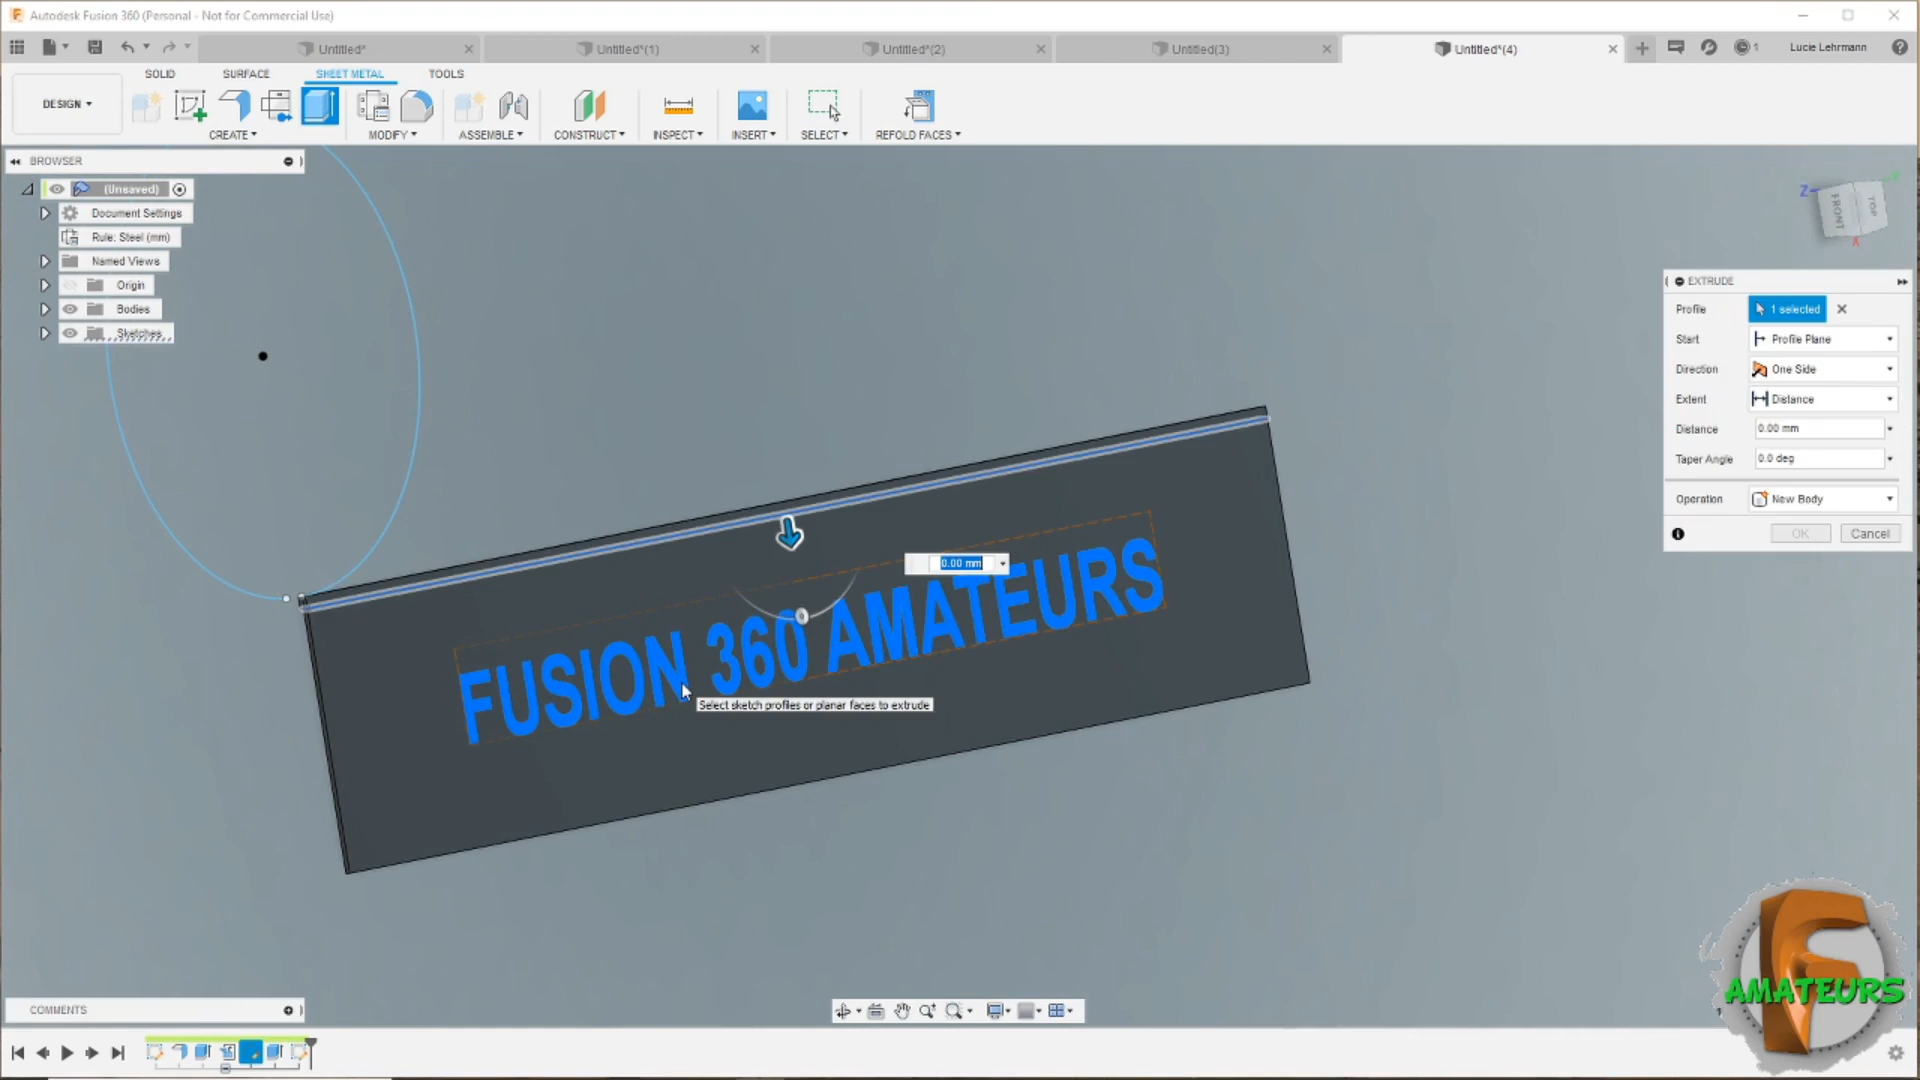 Autodesk Fusion 360 (Personal - Not for Commercial Use)
Untitled*
Untitled*(1)
Untitled*(2)
Untitled(3)
Untitled*(4)
1
Lucie Lehrmann
SOLID
SURFACE
SHEET METAL
TOOLS
DESIGN
CREATE
MODIFY
ASSEMBLE
CONSTRUCT
INSPECT
INSERT
SELECT
REFOLD FACES
BROWSER
(Unsaved)
Document Settings
Rule: Steel (mm)
Named Views
Origin
Bodies
Sketches
Z
FRONT
TOP
X
EXTRUDE
Profile
1 selected
Start
Profile Plane
Direction
One Side
Extent
Distance
Distance
0.00 mm
Taper Angle
0.0 deg
Operation
New Body
OK
Cancel
0.00 mm
FUSION 360 AMATEURS
Select sketch profiles or planar faces to extrude
AMATEURS
COMMENTS